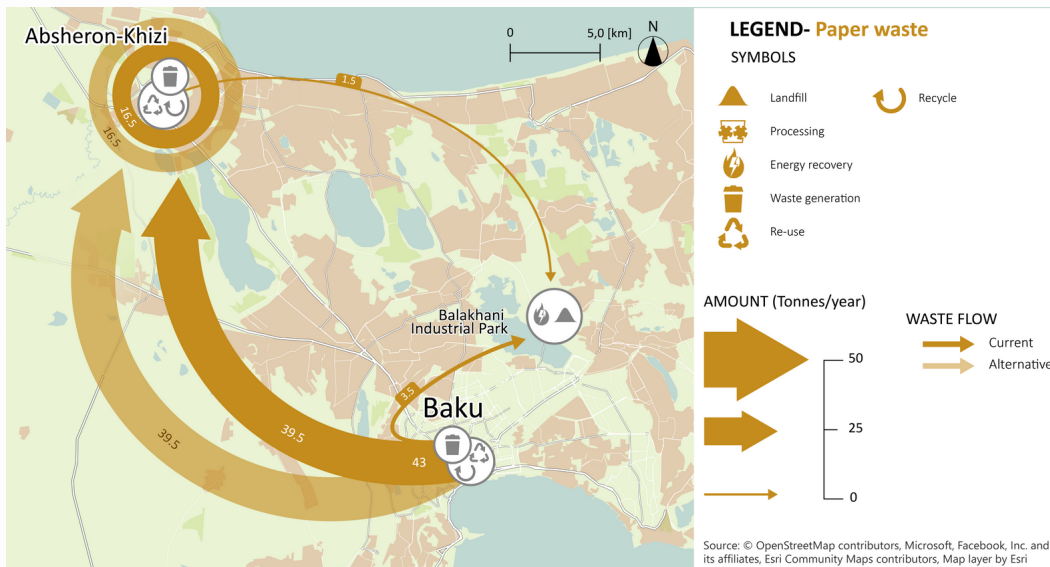 Absheron-Khizi
16.5
16.5
1.5
0 5,0 [km]
N
Balakhani
Industrial Park
3.5
Baku
39.5
39.5
43
LEGEND- Paper waste
SYMBOLS
Landfill
Recycle
Processing
Energy recovery
Waste generation
Re-use
AMOUNT (Tonnes/year)
50
25
0
WASTE FLOW
Current
Alternative
Source: © OpenStreetMap contributors, Microsoft, Facebook, Inc. and
its affiliates, Esri Community Maps contributors, Map layer by Esri